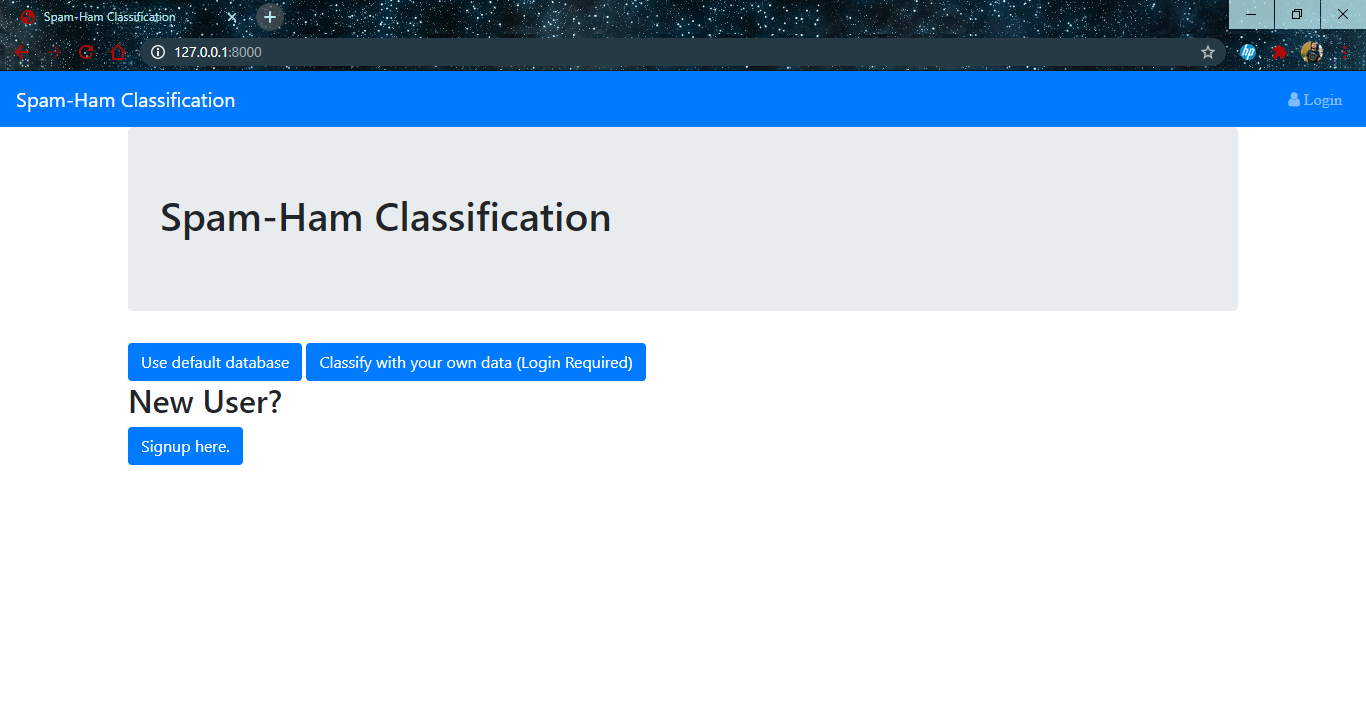 Spam-Ham Classification
127.0.0.1:8000
hp
Spam-Ham Classification
Login
Spam-Ham Classification
Use default database Classify with your own data (Login Required)
New User?
Signup here.